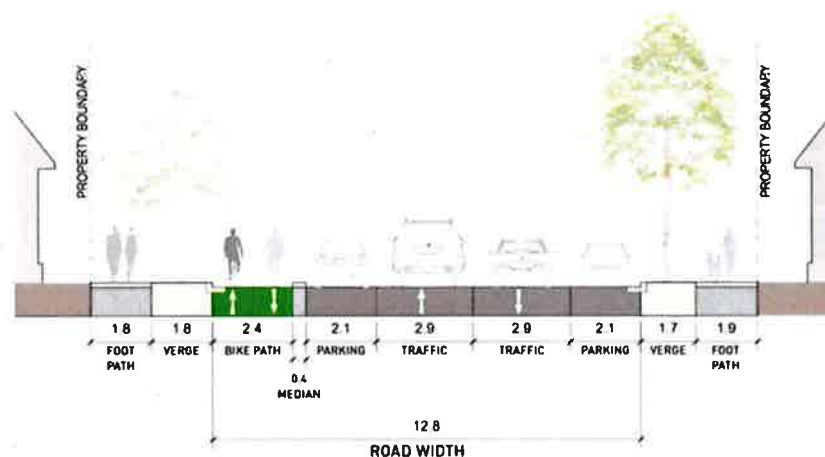 PROPERTY BOUNDARY
PROPERTY BOUNDARY
1.8 1.8 2.4 2.1 2.9 2.9 2.1 1.7 1.9
FOOT PATH
VERGE
BIKE PATH
PARKING
TRAFFIC
TRAFFIC
PARKING
VERGE
FOOT PATH
0.4
MEDIAN
12.8
ROAD WIDTH